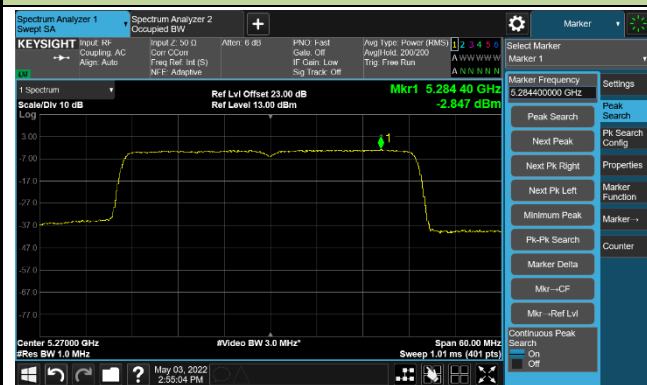 Spectrum Analyzer 1
Swept SA
Spectrum Analyzer 2
Occupied BW
+
Marker
KEYSIGHT
Input: RF
Coupling: AC
Align: Auto
Input Z: 50 Ω
Corr CCorr
Freq Ref: Int (S)
NFE: Adaptive
Atten: 6 dB
PNO: Fast
Gate: Off
IF Gain: Low
Sig Track: Off
Avg Type: Power (RMS)
Avg|Hold: 200/200
Trig: Free Run
1 2 3 4 5 6
A W W W W W
A N N N N N
Select Marker
Marker 1
LXI
1 Spectrum
Scale/Div 10 dB
Log
Ref Lvl Offset 23.00 dB
Ref Level 13.00 dBm
Mkr1 5.284 40 GHz
-2.847 dBm
1
3.00
-7.00
-17.0
-27.0
-37.0
-47.0
-57.0
-67.0
-77.0
Center 5.27000 GHz
#Res BW 1.0 MHz
#Video BW 3.0 MHz*
Span 60.00 MHz
Sweep 1.01 ms (401 pts)
Marker Frequency
5.284400000 GHz
Peak Search
Next Peak
Next Pk Right
Next Pk Left
Minimum Peak
Pk-Pk Search
Marker Delta
Mkr→CF
Mkr→Ref Lvl
Continuous Peak
Search
On
Off
Settings
Peak
Search
Pk Search
Config
Properties
Marker
Function
Marker→
Counter
?
May 03, 2022
2:55:04 PM